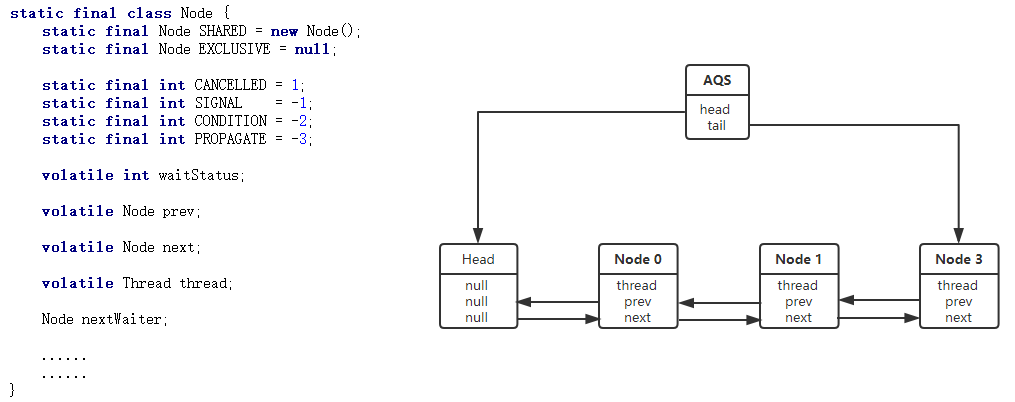 static final class Node {
static final Node SHARED = new Node();
static final Node EXCLUSIVE = null;
static final int CANCELLED = 1;
static final int SIGNAL    = -1;
static final int CONDITION = -2;
static final int PROPAGATE = -3;
volatile int waitStatus;
volatile Node prev;
volatile Node next;
volatile Thread thread;
Node nextWaiter;
......
......
}
AQS
head
tail
Head
null
null
null
Node 0
thread
prev
next
Node 1
thread
prev
next
Node 3
thread
prev
next